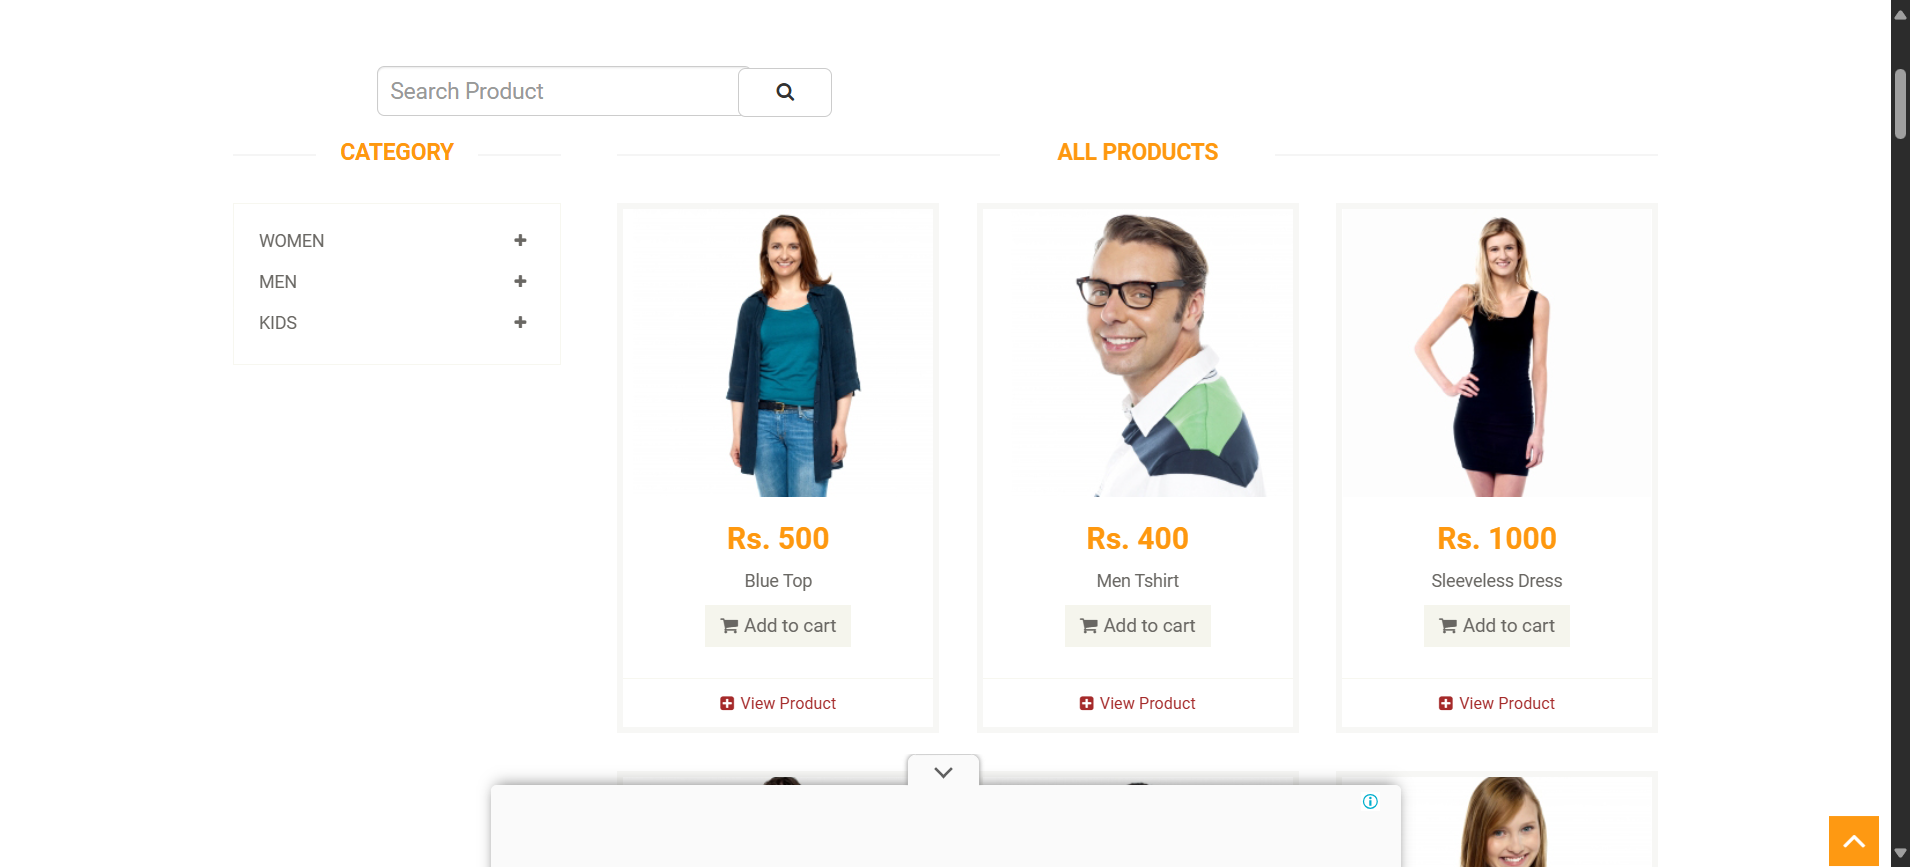 Search Product
CATEGORY
ALL PRODUCTS
WOMEN
MEN
KIDS
Rs. 500
Blue Top
Add to cart
View Product
Rs. 400
Men Tshirt
Add to cart
View Product
Rs. 1000
Sleeveless Dress
Add to cart
View Product